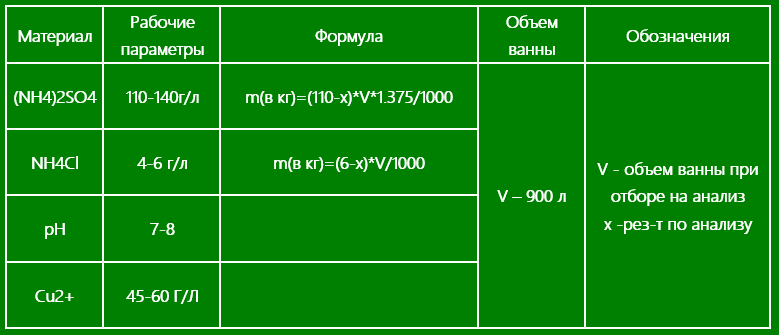 Материал
Рабочие
параметры
Формула
Объем
ванны
Обозначения
(NH4)2SO4
110-140г/л
m(в кг)=(110-x)*V*1.375/1000
NH4Cl
4-6 г/л
m(в кг)=(6-x)*V/1000
V – 900 л
V - объем ванны при
отборе на анализ
x -рез-т по анализу
pH
7-8
Cu2+
45-60 Г/Л